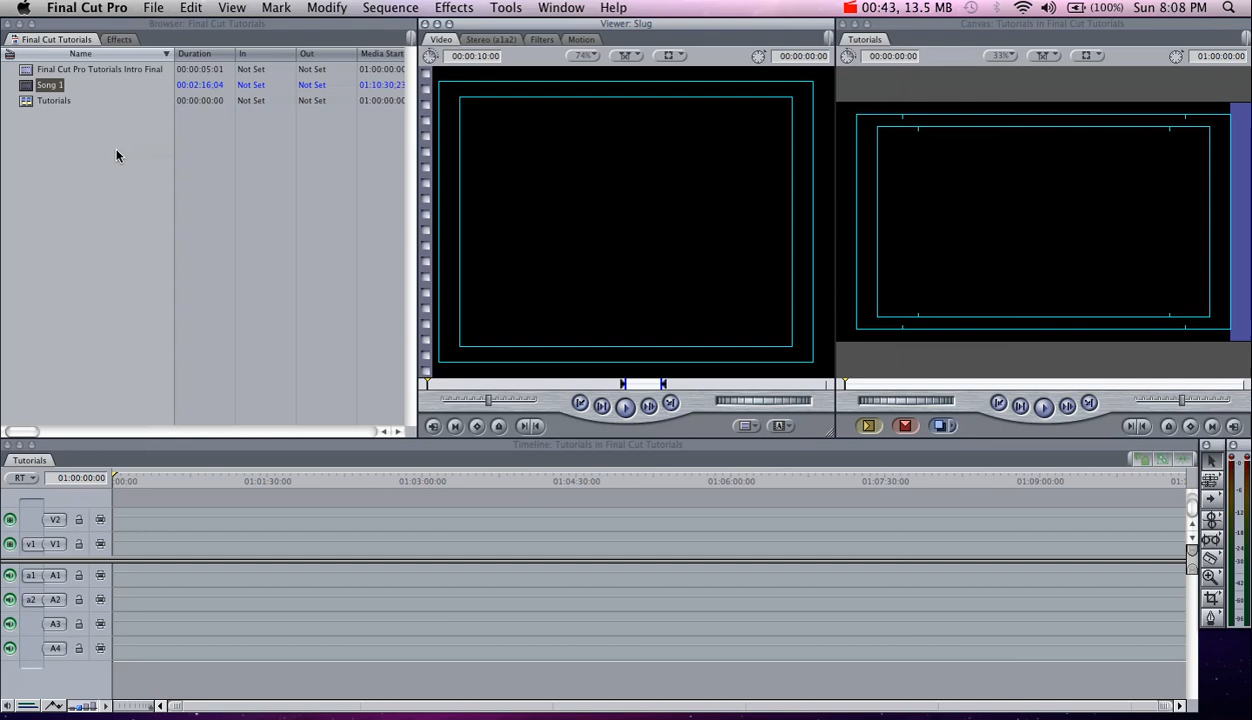 Final Cut Pro File Edit View Mark Modify Sequence Effects Tools Window Help 00:43, 13.5 MB (100%) Sun 8:08 PM
Browser: Final Cut Tutorials
Viewer: Slug
Canvas: Tutorials in Final Cut Tutorials
Final Cut Tutorials Effects
Video Stereo (a1a2) Filters Motion
Tutorials
Name Duration In Out Media Start
00:00:10:00 74% 00:00:00:00
00:00:00:00 33% 01:00:00:00
Final Cut Pro Tutorials Intro Final 00:00:05:01 Not Set Not Set 01:00:00:00
Song 1 00:02:16;04 Not Set Not Set 01:10:30;23
Tutorials 00:00:00:00 Not Set Not Set 01:00:00:00
Timeline: Tutorials in Final Cut Tutorials
Tutorials
RT 01:00:00:00 00:00 01:01:30:00 01:03:00:00 01:04:30:00 01:06:00:00 01:07:30:00 01:09:00:00
V2
v1 V1
a1 A1
a2 A2
A3
A4